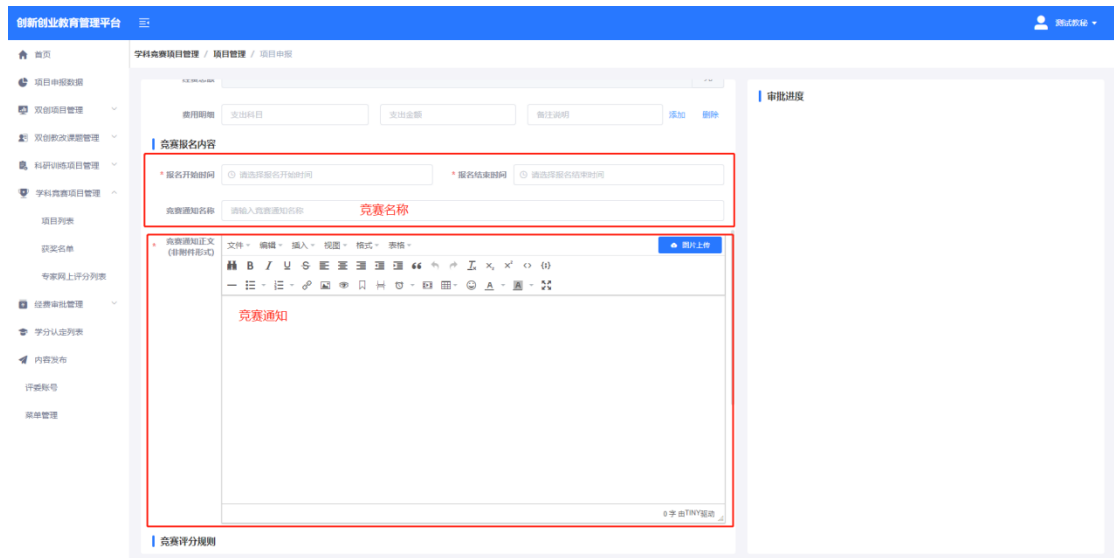 创新创业教育管理平台
测试教秘
首页
学科竞赛项目管理 / 项目管理 / 项目申报
项目申报数据
审批进度
双创项目管理
费用明细 支出科目 支出金额 备注说明 添加 删除
双创教改课题管理
竞赛报名内容
科研训练项目管理
* 报名开始时间 请选择报名开始时间 * 报名结束时间 请选择报名结束时间
学科竞赛项目管理
竞赛通知名称 请输入竞赛通知名称 竞赛名称
项目列表
* 竞赛通知正文
(非附件形式)
文件 编辑 插入 视图 格式 表格 图片上传
获奖名单
专家网上评分列表
经费审批管理
竞赛通知
学分认定列表
内容发布
评委账号
菜单管理
0 字 由TINY驱动
竞赛评分规则